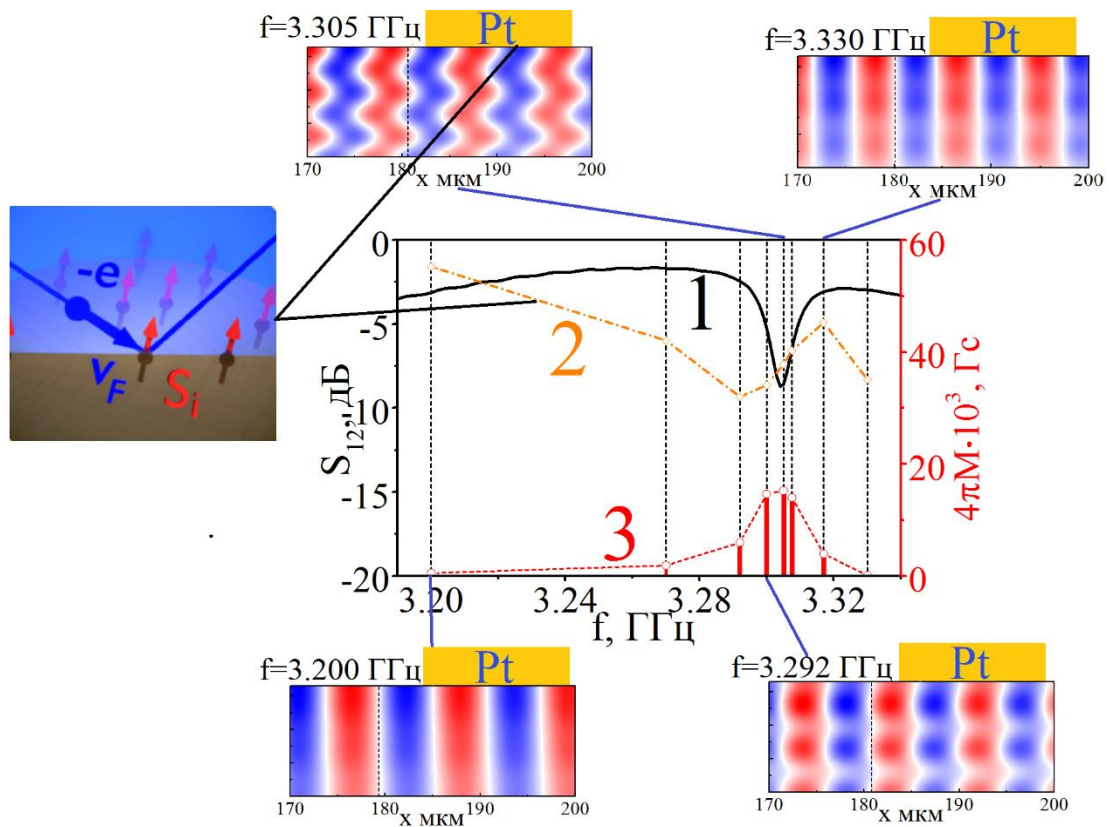 f=3.305 ГГц
Pt
170 180 190 200
x мкм
f=3.330 ГГц
Pt
170 180 190 200
x мкм
-e
v_F
S_i
0
-5
-10
-15
-20
S₁₂, дБ
1
2
3
60
40
20
0
4πM·10³, Гс
3.20 3.24 3.28 3.32
f, ГГц
f=3.200 ГГц
Pt
170 180 190 200
x мкм
f=3.292 ГГц
Pt
170 180 190 200
x мкм